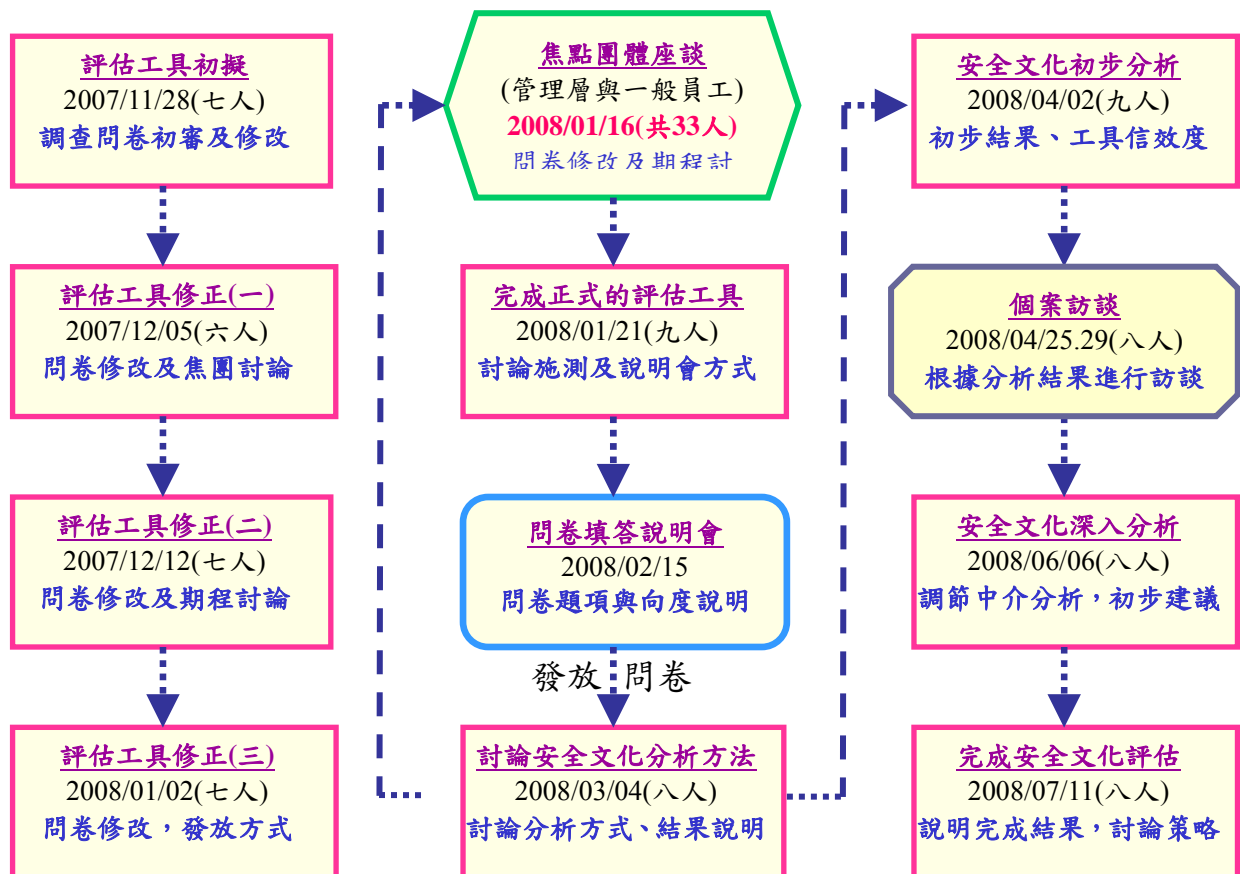 評估工具初擬
2007/11/28(七人)
調查問卷初審及修改
評估工具修正(一)
2007/12/05(六人)
問卷修改及焦團討論
評估工具修正(二)
2007/12/12(七人)
問卷修改及期程討論
評估工具修正(三)
2008/01/02(七人)
問卷修改，發放方式
焦點團體座談
(管理層與一般員工)
2008/01/16(共33人)
問卷修改及期程討
完成正式的評估工具
2008/01/21(九人)
討論施測及說明會方式
問卷填答說明會
2008/02/15
問卷題項與向度說明
發放 問卷
討論安全文化分析方法
2008/03/04(八人)
討論分析方式、結果說明
安全文化初步分析
2008/04/02(九人)
初步結果、工具信效度
個案訪談
2008/04/25.29(八人)
根據分析結果進行訪談
安全文化深入分析
2008/06/06(八人)
調節中介分析，初步建議
完成安全文化評估
2008/07/11(八人)
說明完成結果，討論策略